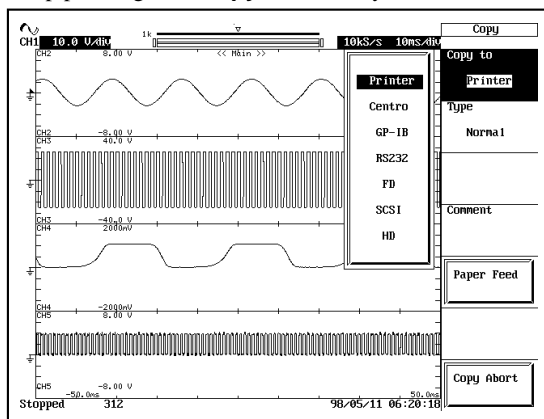 Copy
CH1 10.0 V/div
1k
10kS/s 10ms/div
CH2 8.00 V
<< Main >>
Copy to
Printer
Type
Normal
Comment
Paper Feed
Copy Abort
Printer
Centro
GP-IB
RS232
FD
SCSI
HD
CH2 -8.00 V
CH3 40.0 V
CH3 -40.0 V
CH4 2000mV
CH4 -2000mV
CH5 8.00 V
CH5 -8.00 V
-50.0ms
50.0ms
Stopped 312
98/05/11 06:20:18